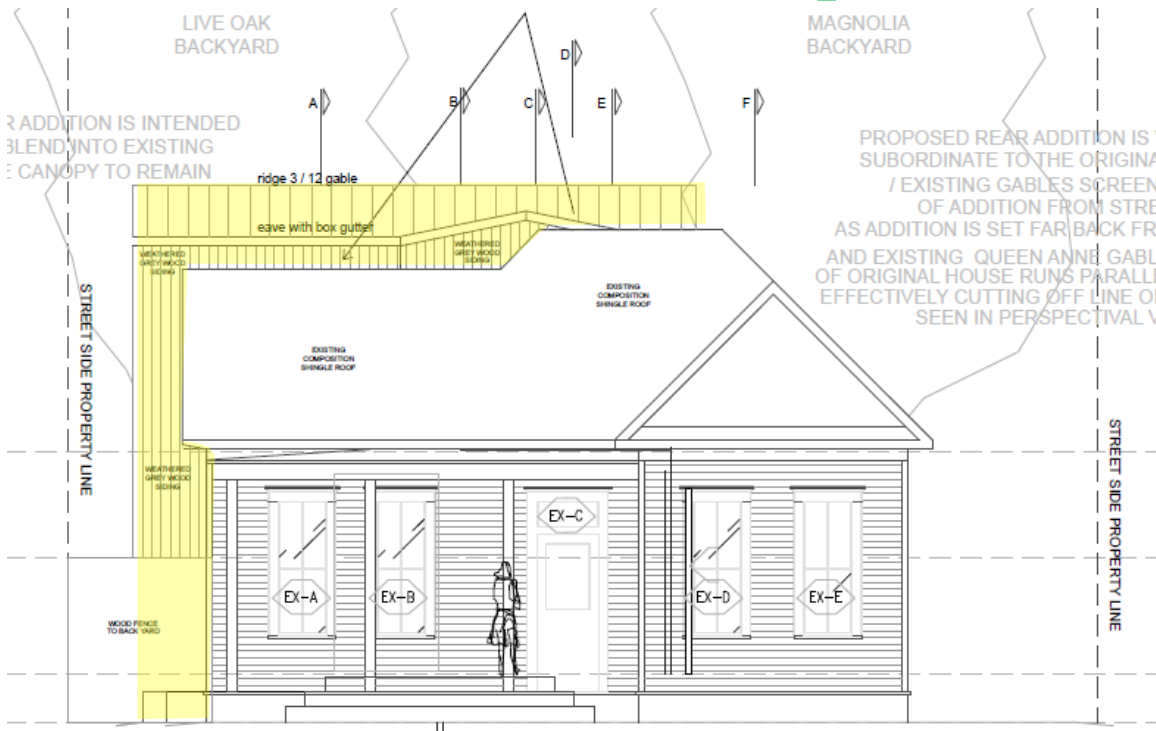 LIVE OAK
BACKYARD
MAGNOLIA
BACKYARD
D
A
B
C
E
F
R ADDITION IS INTENDED
BLEND INTO EXISTING
E CANOPY TO REMAIN
PROPOSED REAR ADDITION IS
SUBORDINATE TO THE ORIGINA
/ EXISTING GABLES SCREEN
OF ADDITION FROM STRE
AS ADDITION IS SET FAR BACK FR
AND EXISTING QUEEN ANNE GABL
OF ORIGINAL HOUSE RUNS PARALLE
EFFECTIVELY CUTTING OFF LINE O
SEEN IN PERSPECTIVAL V
ridge 3 / 12 gable
eave with box gutter
WEATHERED
GREY WOOD
SIDING
WEATHERED
GREY WOOD
SIDING
EXISTING
COMPOSITION
SHINGLE ROOF
EXISTING
COMPOSITION
SHINGLE ROOF
STREET SIDE PROPERTY LINE
STREET SIDE PROPERTY LINE
WEATHERED
GREY WOOD
SIDING
EX-C
EX-A
EX-B
EX-D
EX-E
WOOD FENCE
TO BACK YARD